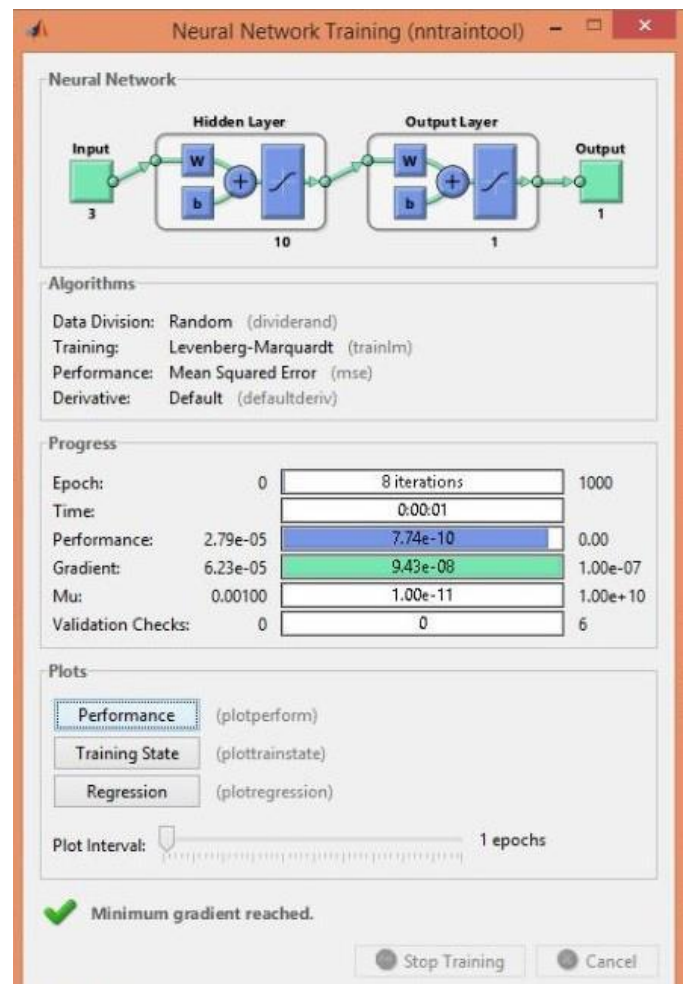 Neural Network Training (nntraintool)
Neural Network
Hidden Layer Output Layer
Input Output
W W
b b
3 10 1 1
Algorithms
Data Division: Random (dividerand)
Training: Levenberg-Marquardt (trainlm)
Performance: Mean Squared Error (mse)
Derivative: Default (defaultderiv)
Progress
Epoch: 0 8 iterations 1000
Time: 0:00:01
Performance: 2.79e-05 7.74e-10 0.00
Gradient: 6.23e-05 9.43e-08 1.00e-07
Mu: 0.00100 1.00e-11 1.00e+10
Validation Checks: 0 0 6
Plots
Performance (plotperform)
Training State (plottrainstate)
Regression (plotregression)
Plot Interval: 1 epochs
Minimum gradient reached.
Stop Training Cancel